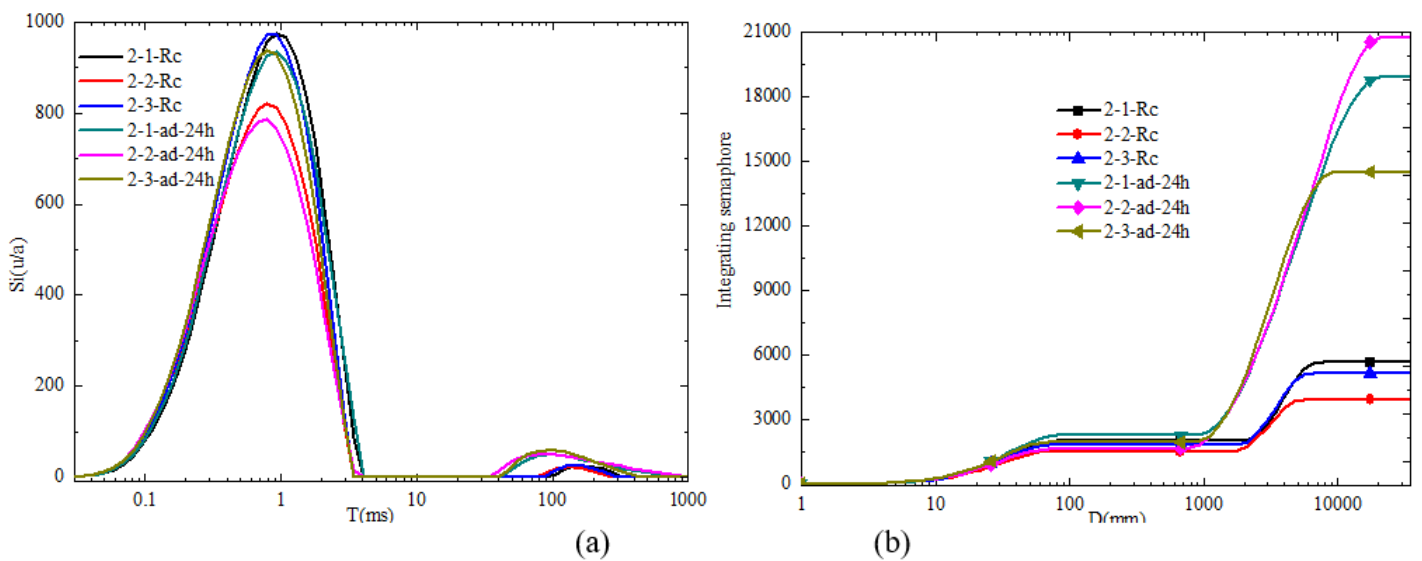 1000
800
600
400
200
0
Si(u/a)
2-1-Rc
2-2-Rc
2-3-Rc
2-1-ad-24h
2-2-ad-24h
2-3-ad-24h
0.1 1 10 100 1000
T(ms)
(a)
21000
18000
15000
12000
9000
6000
3000
0
Integrating semaphore
2-1-Rc
2-2-Rc
2-3-Rc
2-1-ad-24h
2-2-ad-24h
2-3-ad-24h
1 10 100 1000 10000
D(mm)
(b)